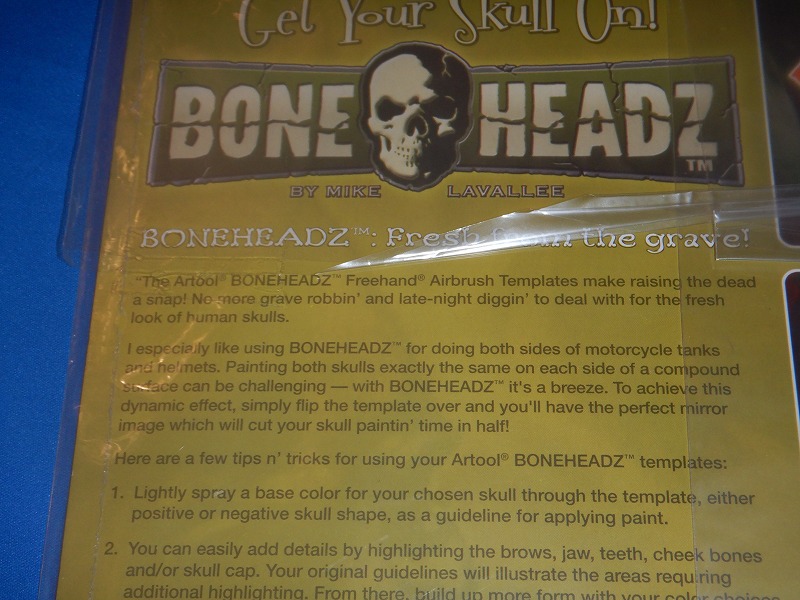 Get Your Skull On!
BONE HEADZ™
BY MIKE LAVALLEE
BONEHEADZ™: Fresh from the grave!
"The Artool® BONEHEADZ™ Freehand® Airbrush Templates make raising the dead
a snap! No more grave robbin' and late-night diggin' to deal with for the fresh
look of human skulls.
I especially like using BONEHEADZ™ for doing both sides of motorcycle tanks
and helmets. Painting both skulls exactly the same on each side of a compound
surface can be challenging — with BONEHEADZ™ it's a breeze. To achieve this
dynamic effect, simply flip the template over and you'll have the perfect mirror
image which will cut your skull paintin' time in half!
Here are a few tips n' tricks for using your Artool® BONEHEADZ™ templates:
1. Lightly spray a base color for your chosen skull through the template, either
positive or negative skull shape, as a guideline for applying paint.
2. You can easily add details by highlighting the brows, jaw, teeth, cheek bones
and/or skull cap. Your original guidelines will illustrate the areas requiring
additional highlighting. From there, build up more form with your color choices